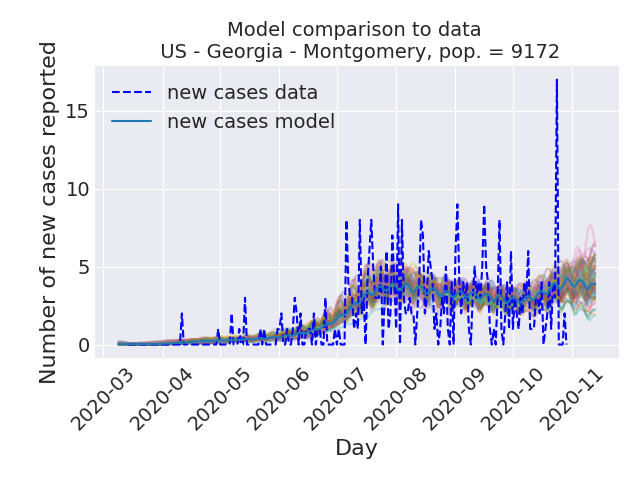 Model comparison to data
US - Georgia - Montgomery, pop. = 9172
new cases data
new cases model
Number of new cases reported
15
10
5
0
2020-03
2020-04
2020-05
2020-06
2020-07
2020-08
2020-09
2020-10
2020-11
Day